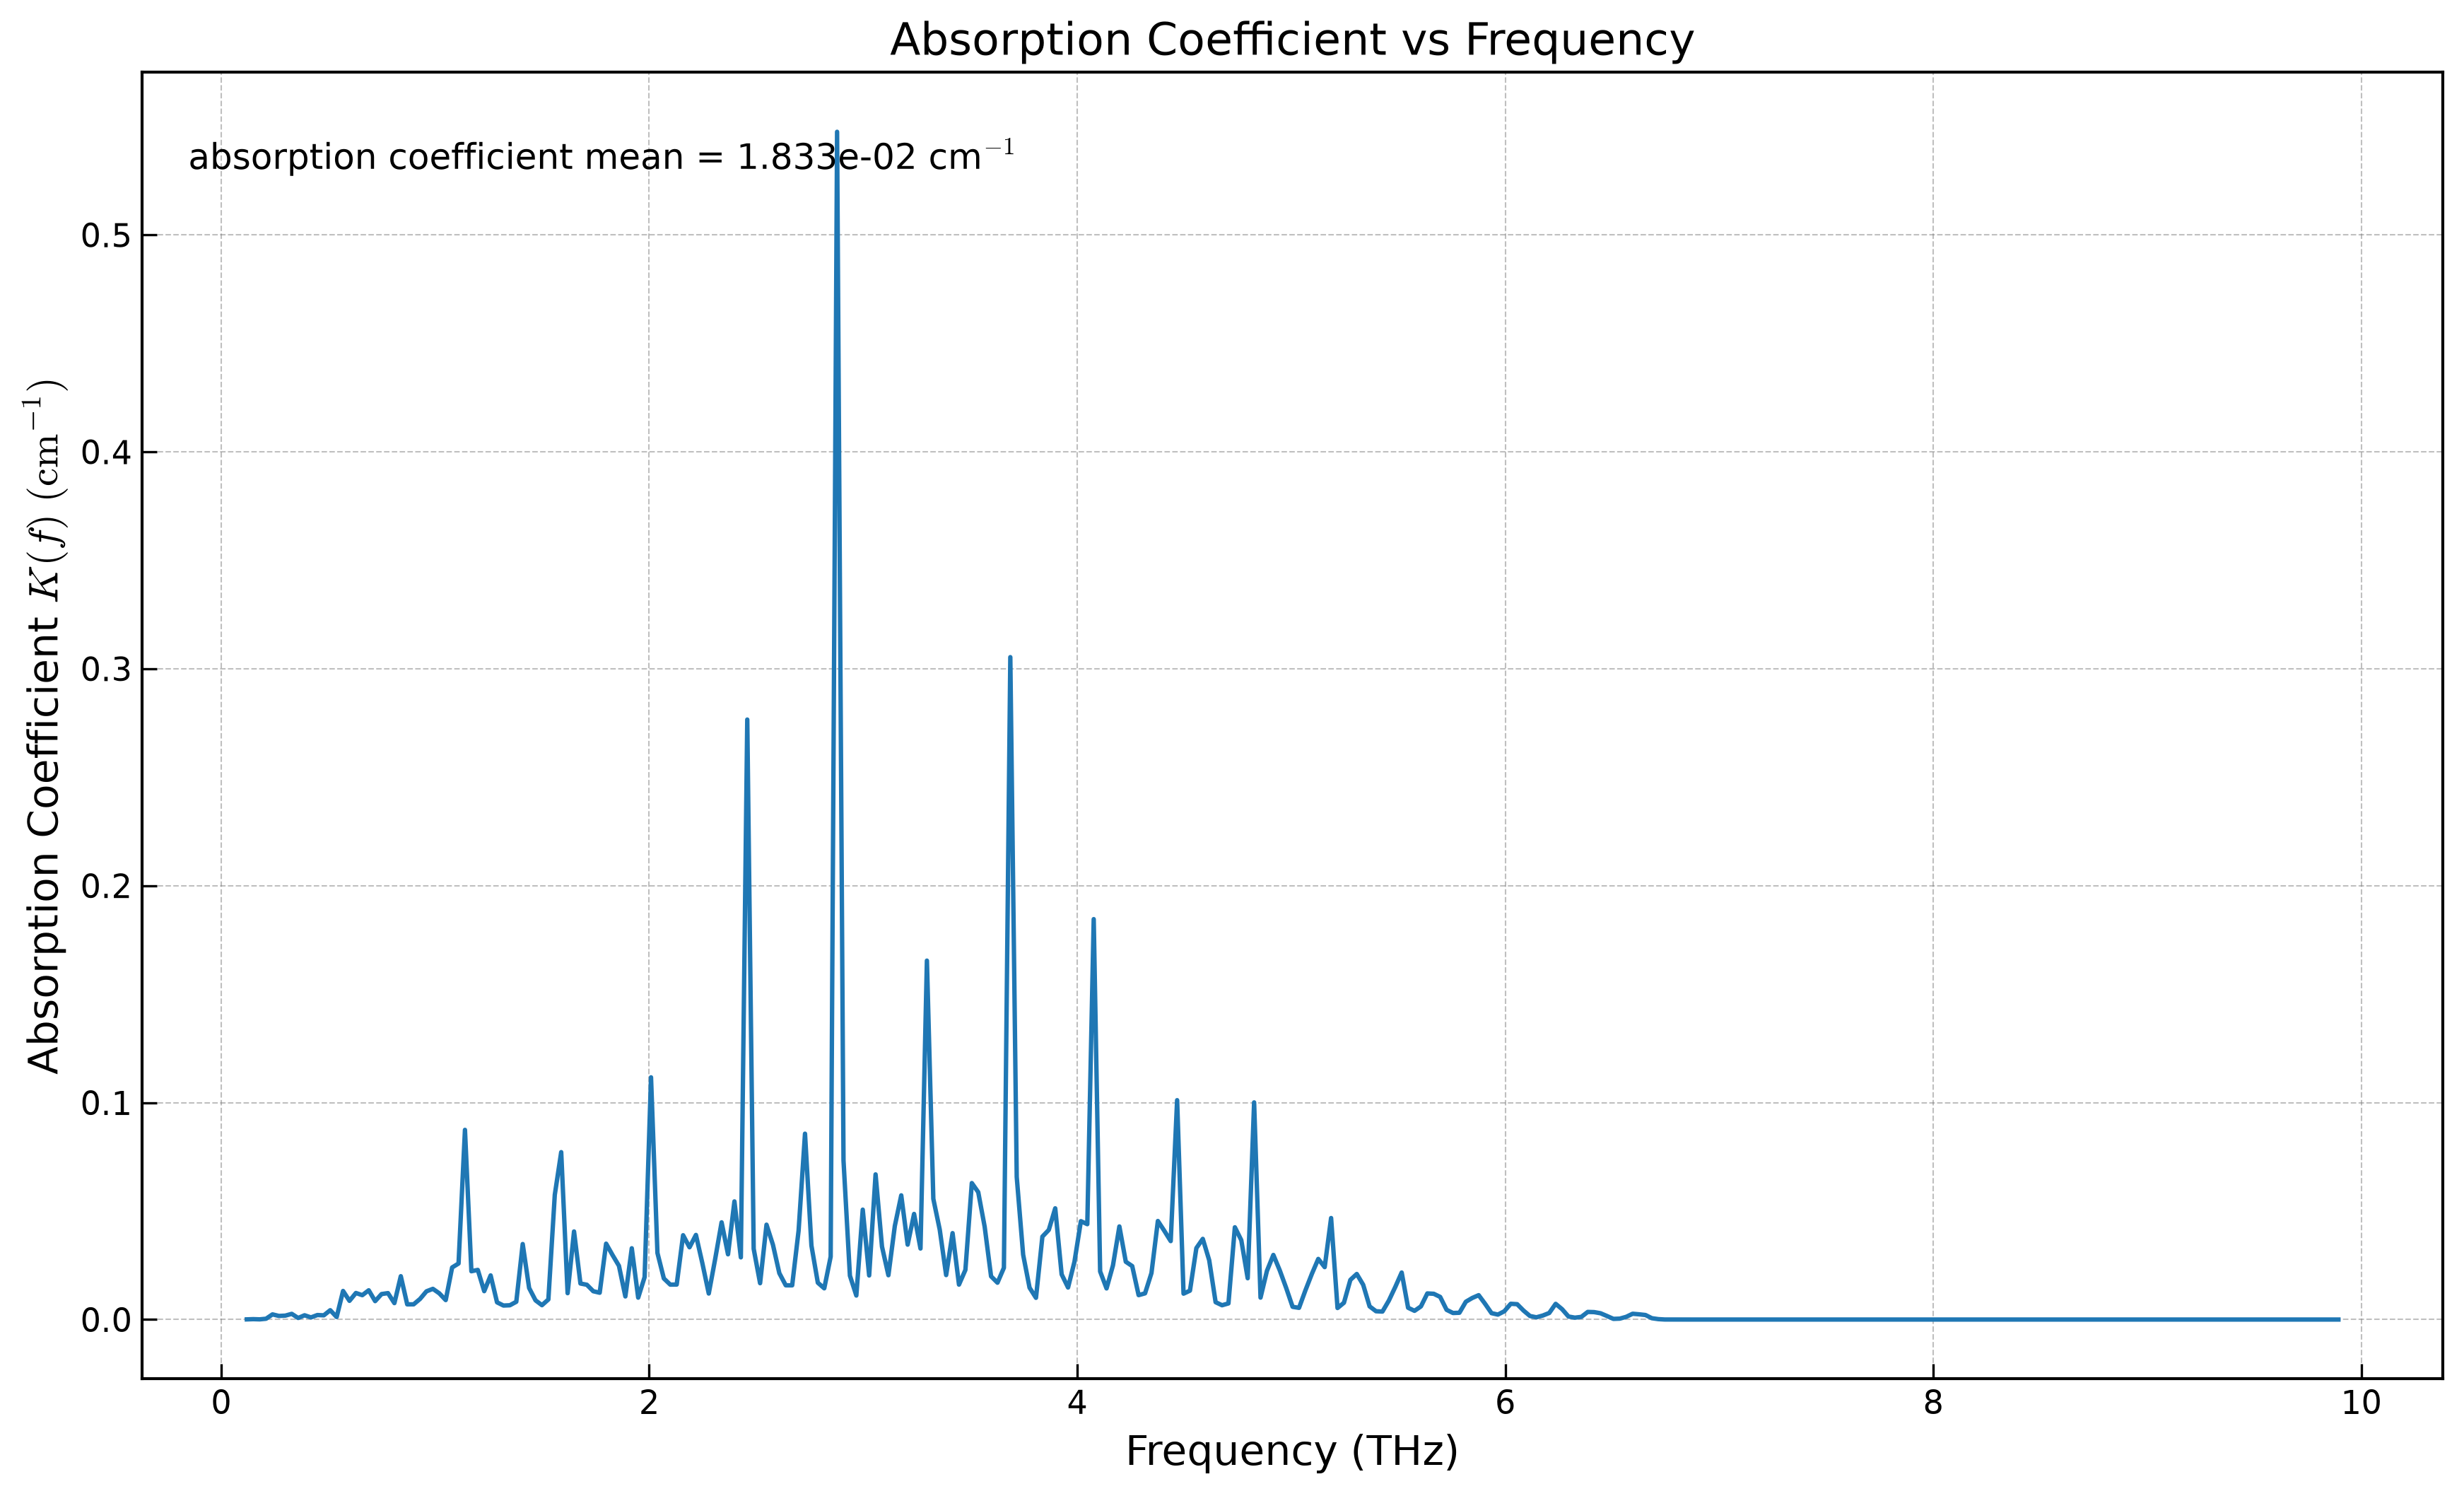 Absorption Coefficient vs Frequency
absorption coefficient mean = 1.833e-02 cm⁻¹
Absorption Coefficient K(f) (cm⁻¹)
0.5
0.4
0.3
0.2
0.1
0.0
0 2 4 6 8 10
Frequency (THz)